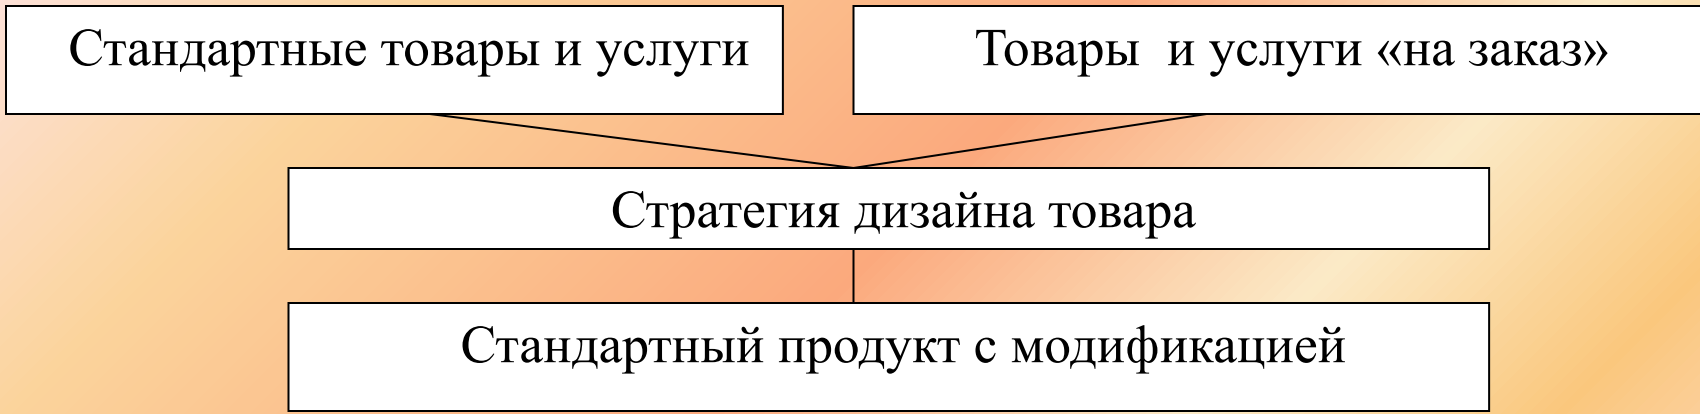 Стандартные товары и услуги
Товары и услуги «на заказ»
Стратегия дизайна товара
Стандартный продукт с модификацией